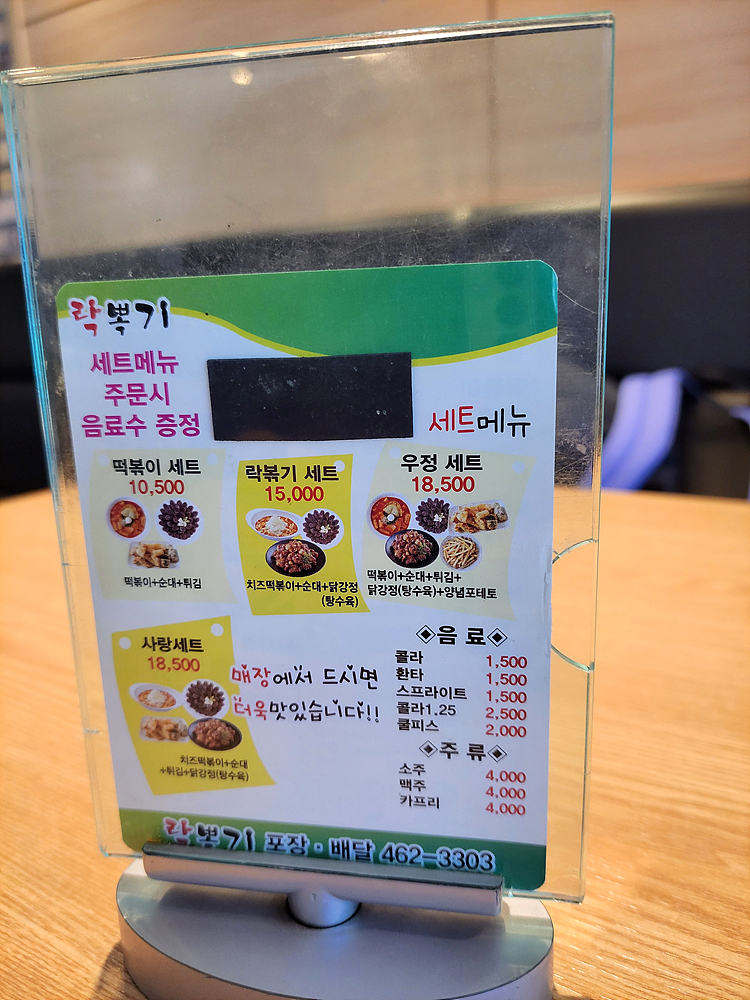 락뽁기
세트메뉴
주문시
음료수 증정
세트메뉴
떡볶이 세트
10,500
떡볶이+순대+튀김
락볶기 세트
15,000
치즈떡볶이+순대+닭강정
(탕수육)
우정 세트
18,500
떡볶이+순대+튀김+
닭강정(탕수육)+양념포테토
사랑세트
18,500
치즈떡볶이+순대
+튀김+닭강정(탕수육)
매장에서 드시면
더욱맛있습니다!!
◈음 료◈
콜라 1,500
환타 1,500
스프라이트 1,500
콜라1.25 2,500
쿨피스 2,000
◈주 류◈
소주 4,000
맥주 4,000
카프리 4,000
락뽁기 포장·배달 462-3303